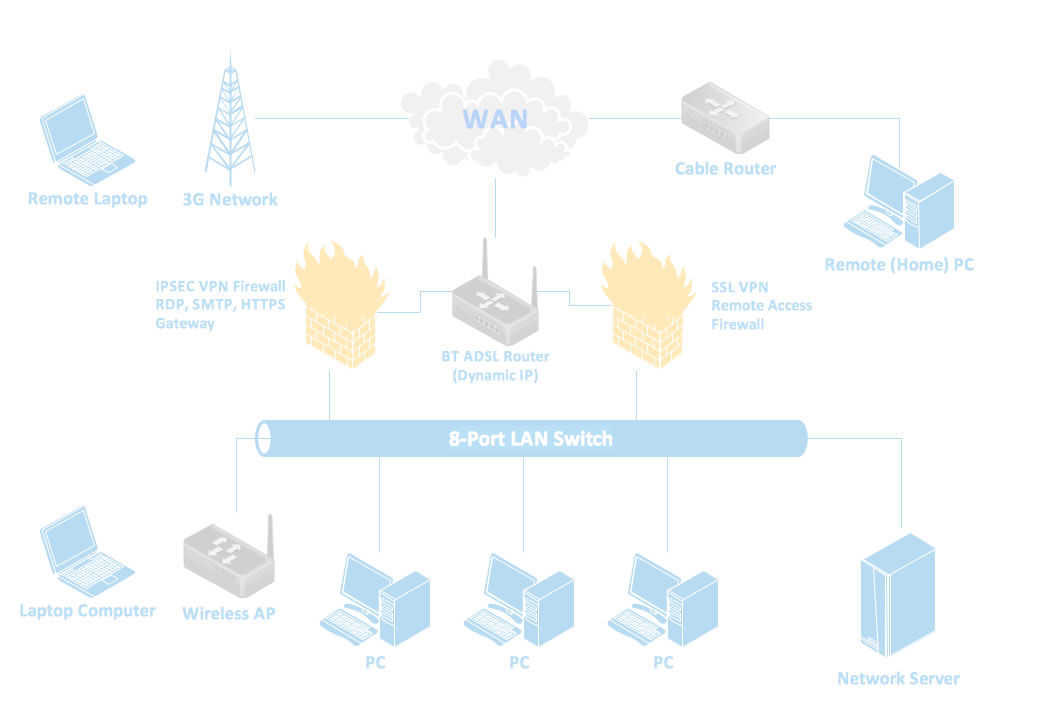 WAN
Cable Router
Remote Laptop
3G Network
Remote (Home) PC
IPSEC VPN Firewall
RDP, SMTP, HTTPS
Gateway
SSL VPN
Remote Access
Firewall
BT ADSL Router
(Dynamic IP)
8-Port LAN Switch
Laptop Computer
Wireless AP
PC
PC
PC
Network Server